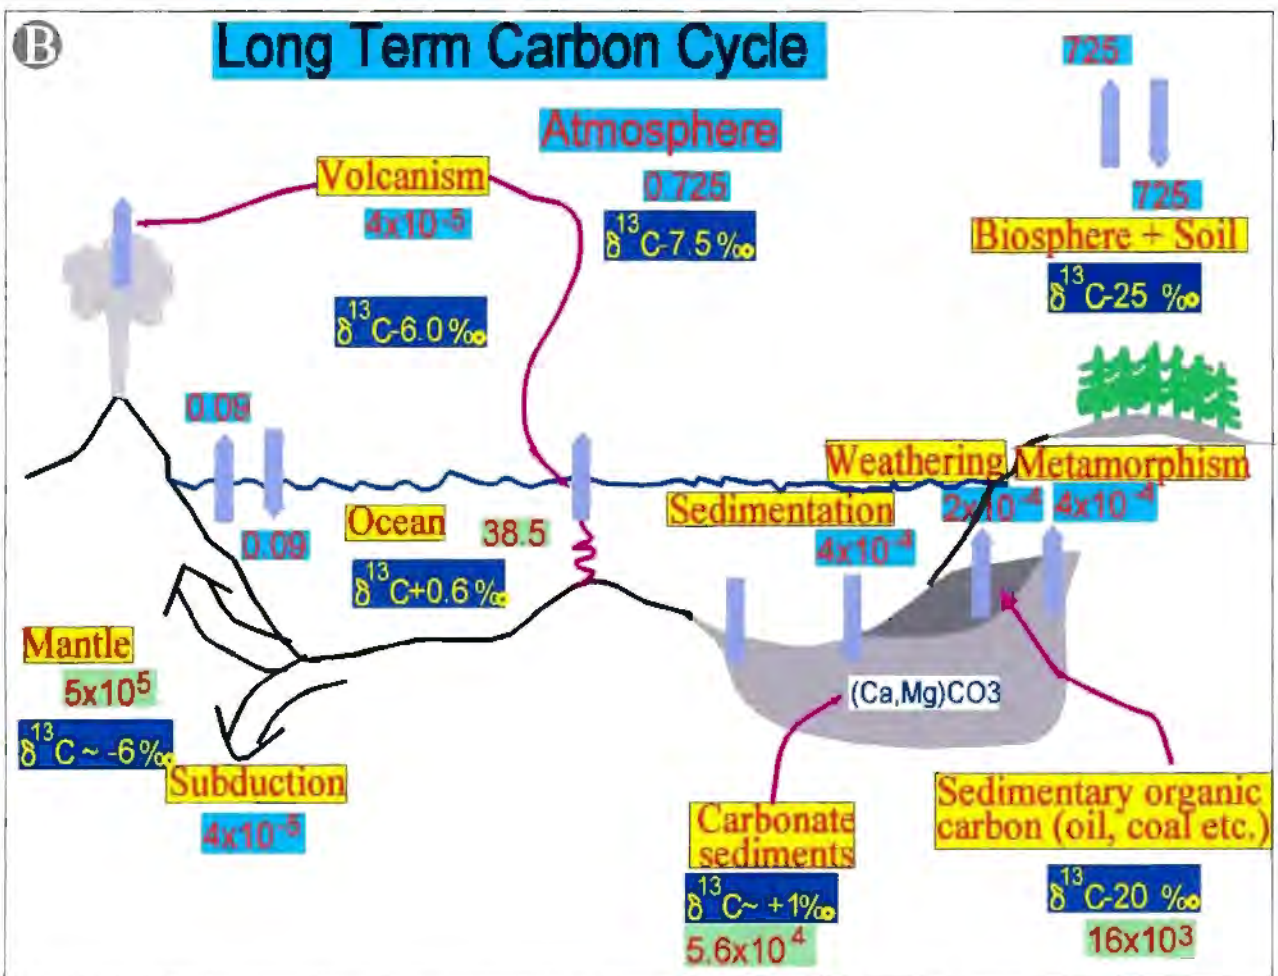 B
Long Term Carbon Cycle
725
Atmosphere
0.725
δ¹³C-7.5 ‰
Volcanism
4x10⁻⁵
δ¹³C-6.0 ‰
725
Biosphere + Soil
δ¹³C-25 ‰
0.09
0.09
Ocean
38.5
δ¹³C+0.6 ‰
Weathering
2x10⁻⁴
Metamorphism
4x10⁻⁴
Sedimentation
4x10⁻⁴
Mantle
5x10⁵
δ¹³C ~ -6 ‰
Subduction
4x10⁻⁵
(Ca,Mg)CO3
Carbonate
sediments
δ¹³C~ +1‰
5.6x10⁴
Sedimentary organic
carbon (oil, coal etc.)
δ¹³C-20 ‰
16x10³